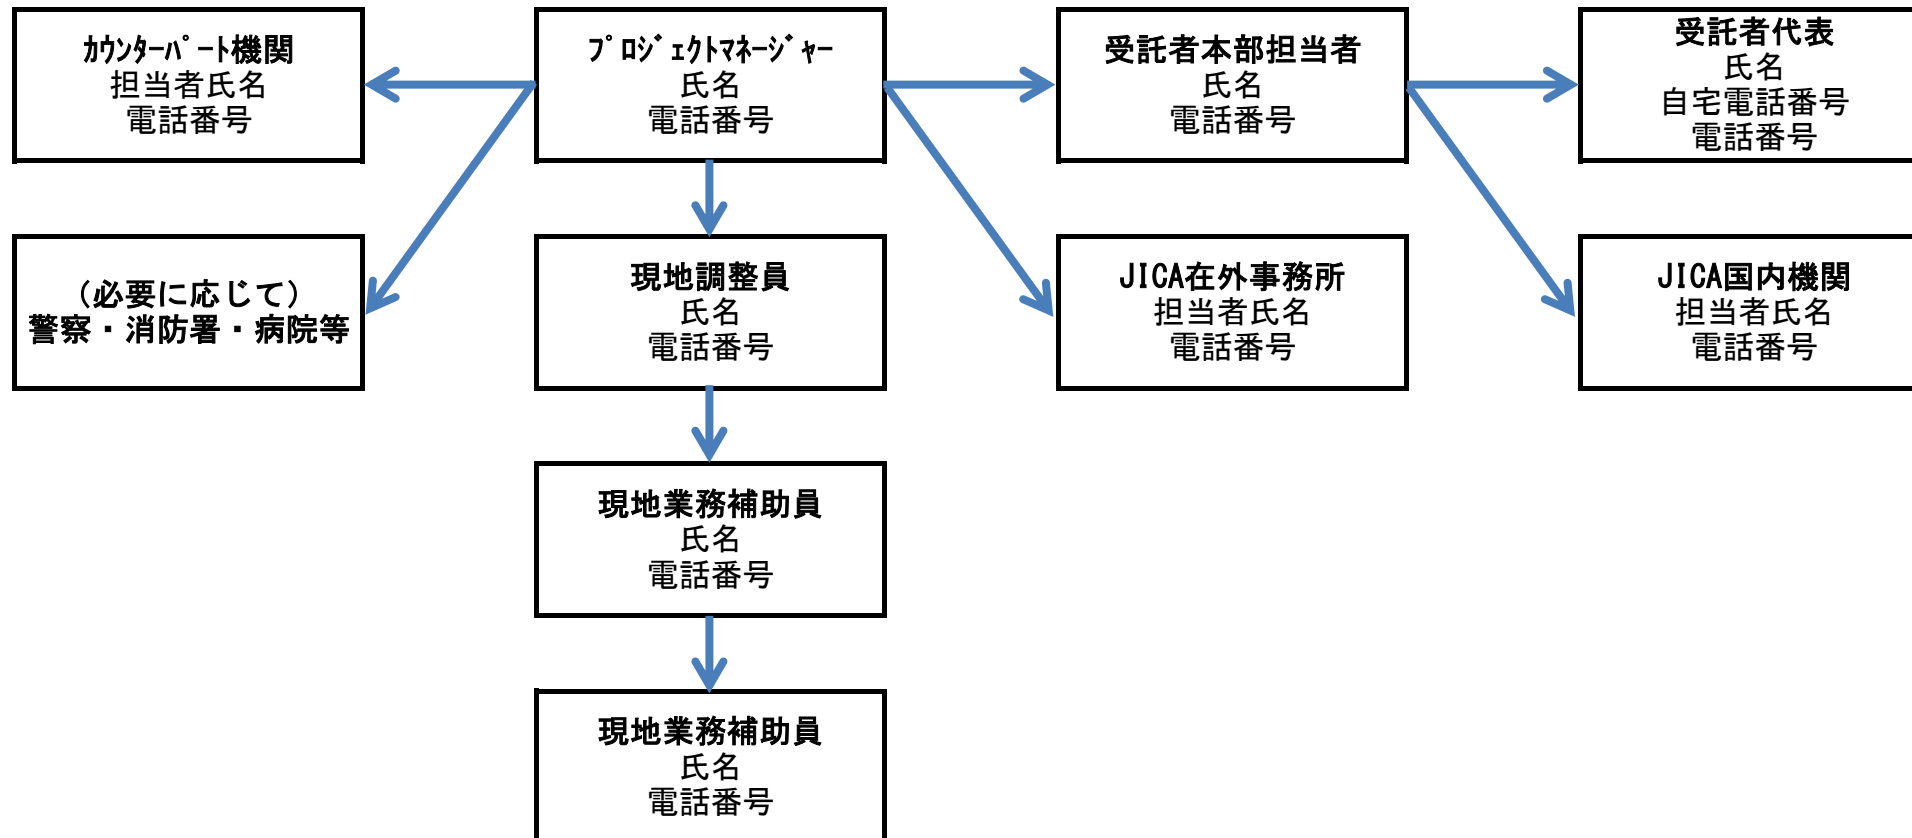 ｶｳﾝﾀｰﾊﾟｰﾄ機関
担当者氏名
電話番号
ﾌﾟﾛｼﾞｪｸﾄﾏﾈｰｼﾞｬｰ
氏名
電話番号
受託者本部担当者
氏名
電話番号
受託者代表
氏名
自宅電話番号
電話番号
（必要に応じて）
警察・消防署・病院等
現地調整員
氏名
電話番号
JICA在外事務所
担当者氏名
電話番号
JICA国内機関
担当者氏名
電話番号
現地業務補助員
氏名
電話番号
現地業務補助員
氏名
電話番号